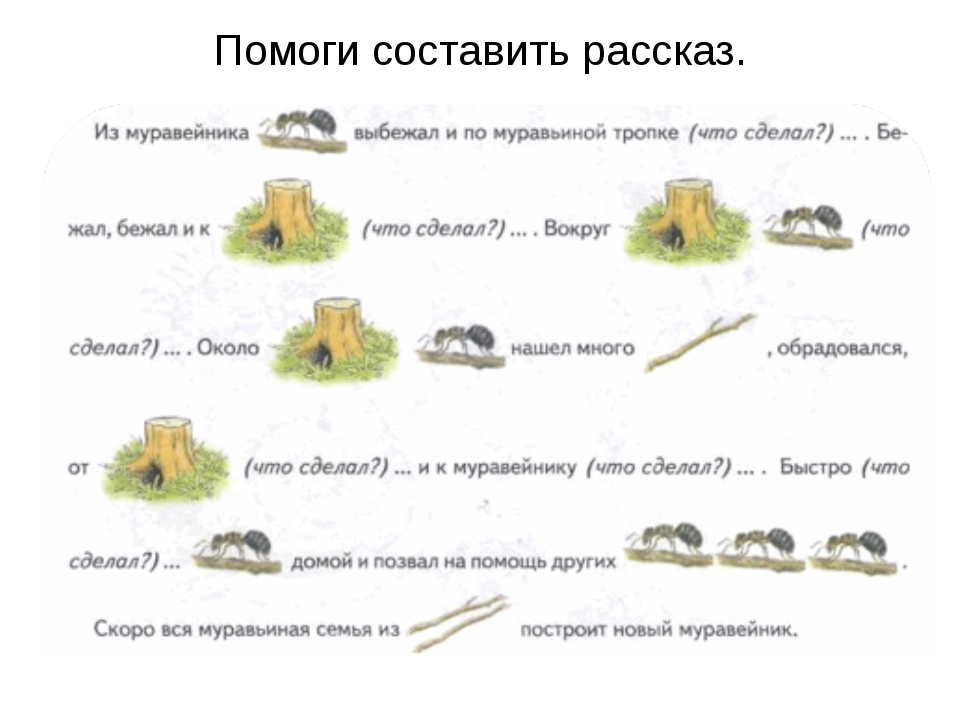 Помоги составить рассказ.
Из муравейника выбежал и по муравьиной тропке (что сделал?) ... . Бе-
жал, бежал и к (что сделал?) ... . Вокруг (что
сделал?) ... . Около нашел много , обрадовался,
от (что сделал?) ... и к муравейнику (что сделал?) ... . Быстро (что
сделал?) ... домой и позвал на помощь других .
Скоро вся муравьиная семья из построит новый муравейник.